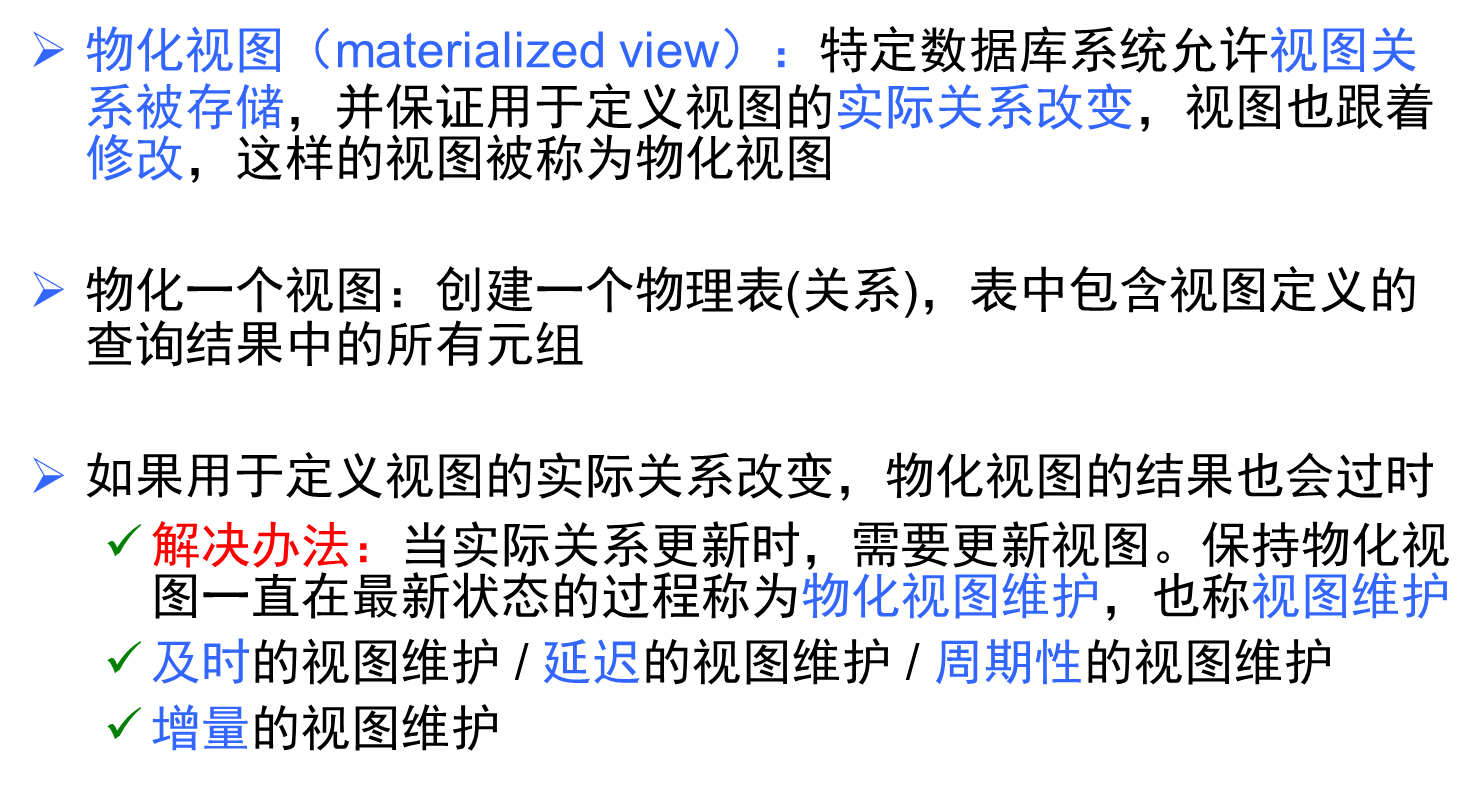 ➢ 物化视图（materialized view）：特定数据库系统允许视图关
系被存储，并保证用于定义视图的实际关系改变，视图也跟着
修改，这样的视图被称为物化视图
➢ 物化一个视图：创建一个物理表(关系)，表中包含视图定义的
查询结果中的所有元组
➢ 如果用于定义视图的实际关系改变，物化视图的结果也会过时
✓ 解决办法：当实际关系更新时，需要更新视图。保持物化视
图一直在最新状态的过程称为物化视图维护，也称视图维护
✓ 及时的视图维护 / 延迟的视图维护 / 周期性的视图维护
✓ 增量的视图维护